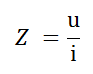 Z = u/i